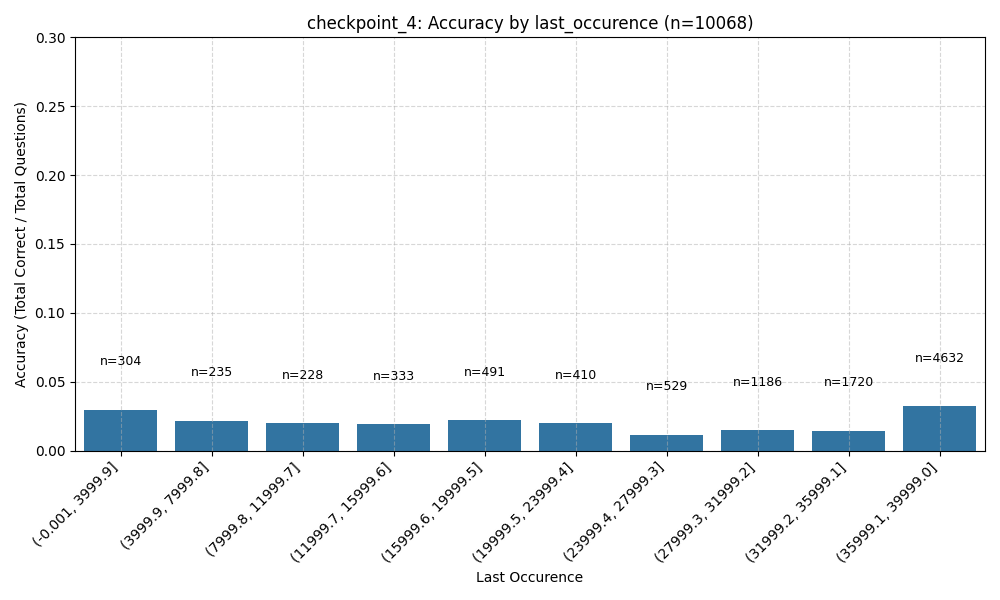 checkpoint_4: Accuracy by last_occurence (n=10068)
Accuracy (Total Correct / Total Questions)
0.30
0.25
0.20
0.15
0.10
0.05
0.00
n=304
n=235
n=228
n=333
n=491
n=410
n=529
n=1186
n=1720
n=4632
(-0.001, 3999.9]
(3999.9, 7999.8]
(7999.8, 11999.7]
(11999.7, 15999.6]
(15999.6, 19999.5]
(19999.5, 23999.4]
(23999.4, 27999.3]
(27999.3, 31999.2]
(31999.2, 35999.1]
(35999.1, 39999.0]
Last Occurence